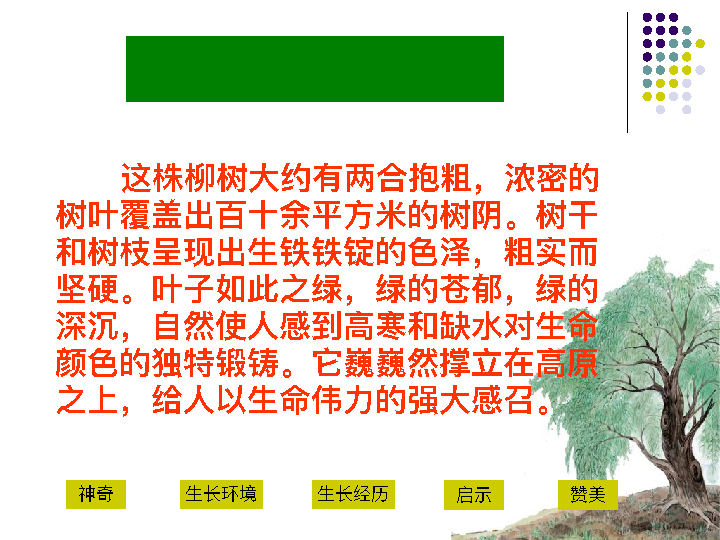 这株柳树大约有两合抱粗，浓密的
树叶覆盖出百十余平方米的树阴。树干
和树枝呈现出生铁铁锭的色泽，粗实而
坚硬。叶子如此之绿，绿的苍郁，绿的
深沉，自然使人感到高寒和缺水对生命
颜色的独特锻铸。它巍巍然撑立在高原
之上，给人以生命伟力的强大感召。
神奇
生长环境
生长经历
启示
赞美